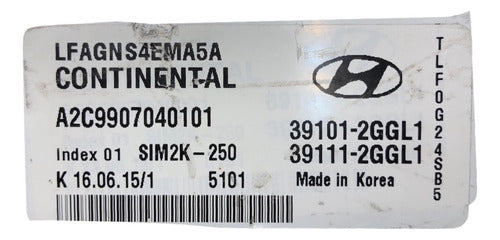 LFAGNS4EMA5A
CONTINENTAL
A2C9907040101
39101-2GGL1
Index 01 SIM2K-250
39111-2GGL1
K 16.06.15/1 5101
Made in Korea
TLFOG24SB5